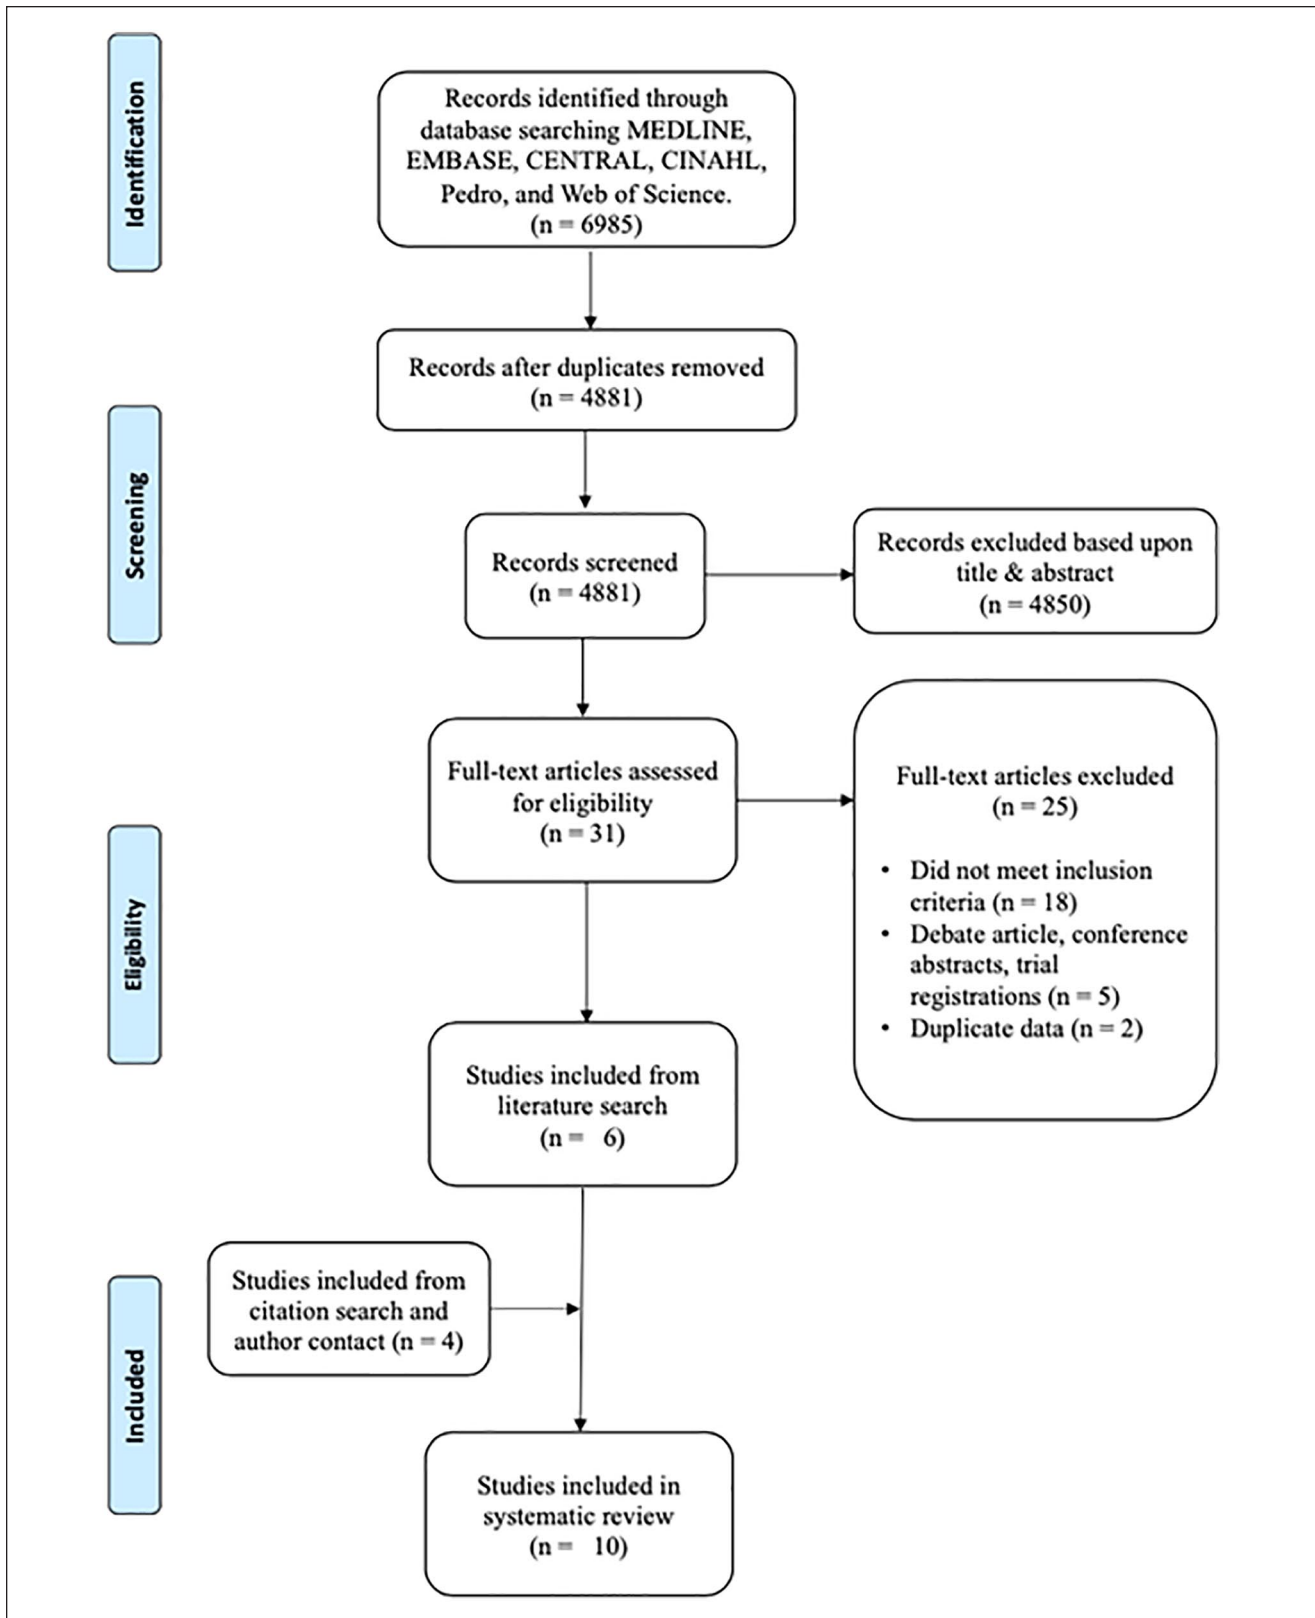 Identification
Records identified through
database searching MEDLINE,
EMBASE, CENTRAL, CINAHL,
Pedro, and Web of Science.
(n = 6985)
Records after duplicates removed
(n = 4881)
Screening
Records screened
(n = 4881)
Records excluded based upon
title & abstract
(n = 4850)
Full-text articles assessed
for eligibility
(n = 31)
Full-text articles excluded
(n = 25)
• Did not meet inclusion
criteria (n = 18)
• Debate article, conference
abstracts, trial
registrations (n = 5)
• Duplicate data (n = 2)
Eligibility
Studies included from
literature search
(n = 6)
Studies included from
citation search and
author contact (n = 4)
Included
Studies included in
systematic review
(n = 10)